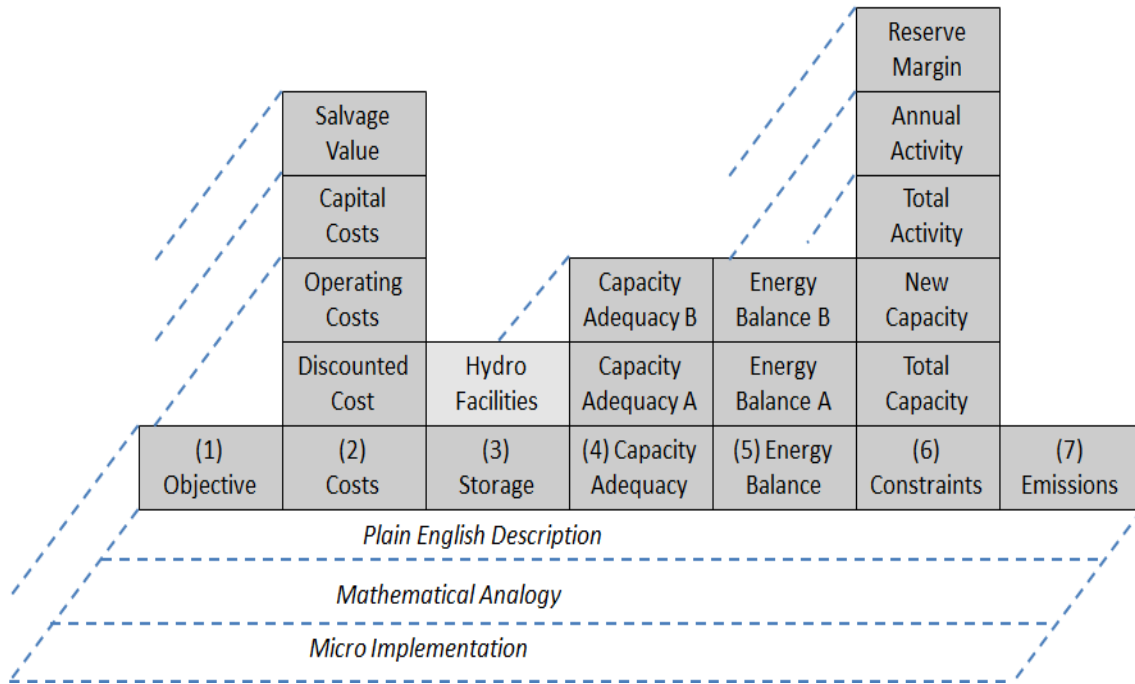 Reserve
Margin
Salvage
Value
Annual
Activity
Capital
Costs
Total
Activity
Operating
Costs
Capacity
Adequacy B
Energy
Balance B
New
Capacity
Discounted
Cost
Hydro
Facilities
Capacity
Adequacy A
Energy
Balance A
Total
Capacity
(1)
Objective
(2)
Costs
(3)
Storage
(4) Capacity
Adequacy
(5) Energy
Balance
(6)
Constraints
(7)
Emissions
Plain English Description
Mathematical Analogy
Micro Implementation